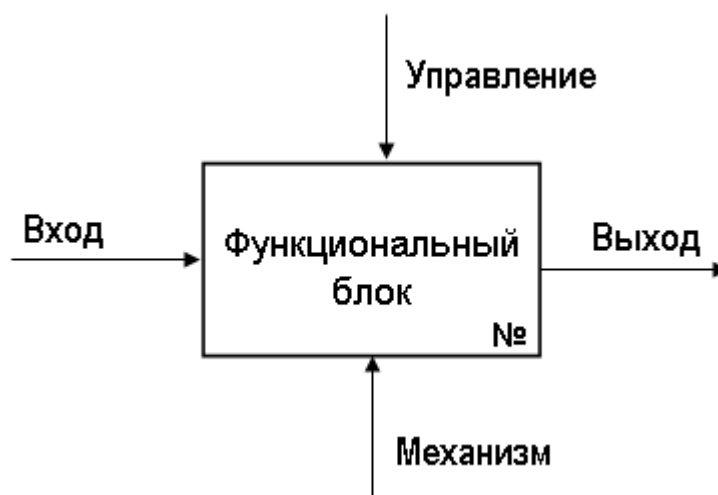 Управление
Вход
Функциональный
блок
№
Выход
Механизм